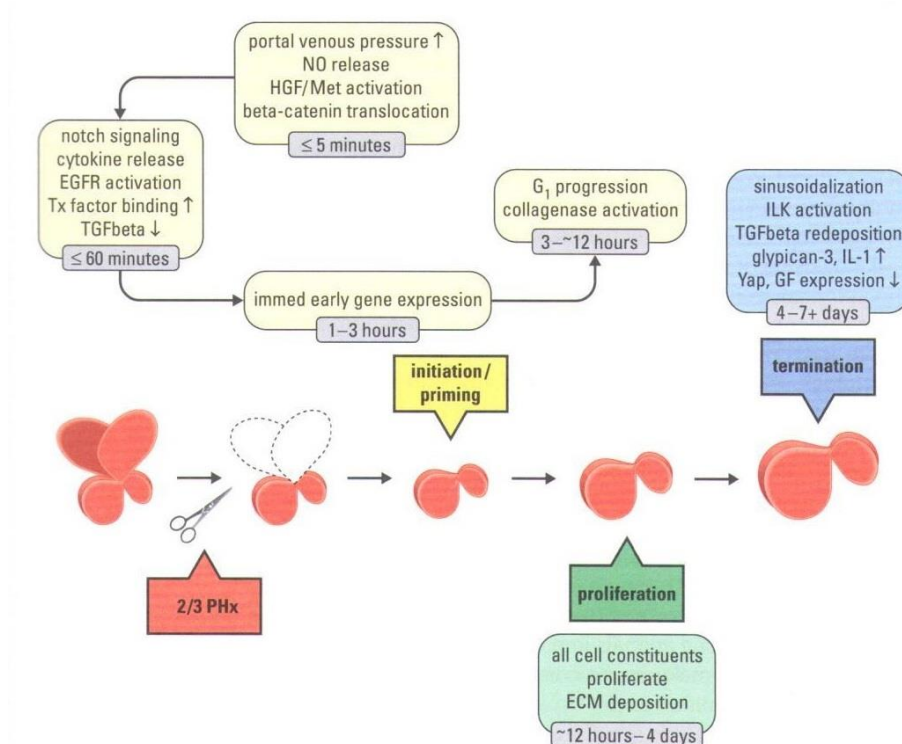 portal venous pressure ↑
NO release
HGF/Met activation
beta-catenin translocation
≤ 5 minutes
notch signaling
cytokine release
EGFR activation
Tx factor binding ↑
TGFbeta ↓
≤ 60 minutes
immed early gene expression
1–3 hours
G₁ progression
collagenase activation
3–~12 hours
sinusoidalization
ILK activation
TGFbeta redeposition
glypican-3, IL-1 ↑
Yap, GF expression ↓
4–7+ days
initiation/
priming
termination
2/3 PHx
proliferation
all cell constituents
proliferate
ECM deposition
~12 hours–4 days